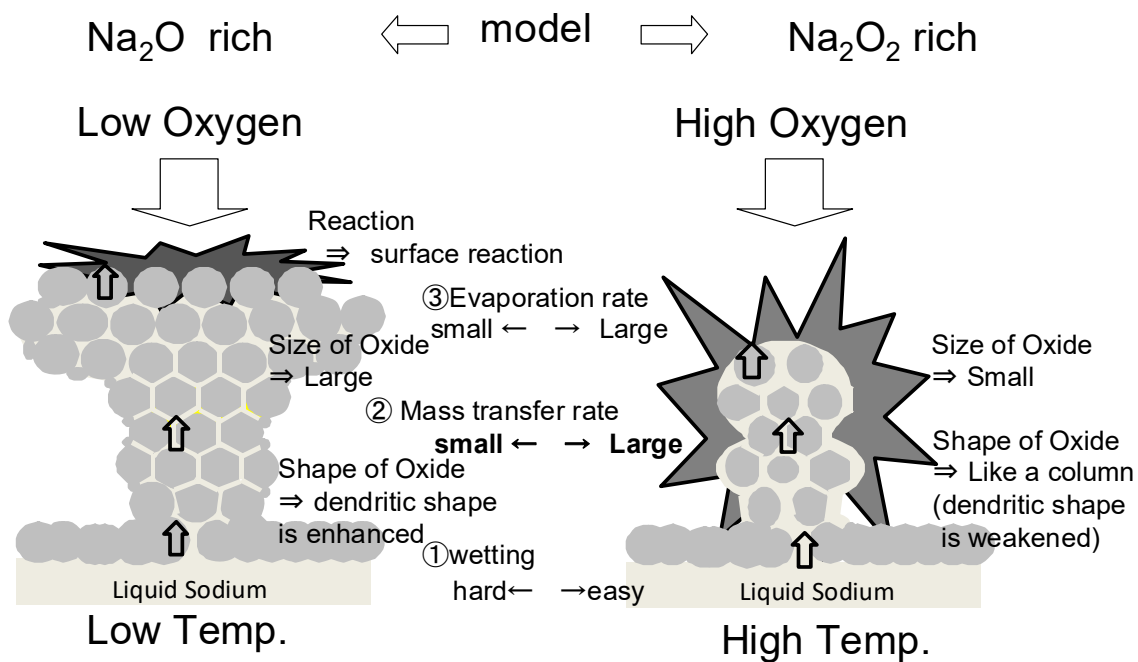 Na₂O rich
model
Na₂O₂ rich
Low Oxygen
High Oxygen
Reaction
⇒ surface reaction
③Evaporation rate
small ← → Large
Size of Oxide
⇒ Large
Size of Oxide
⇒ Small
② Mass transfer rate
small ← → Large
Shape of Oxide
⇒ dendritic shape
is enhanced
Shape of Oxide
⇒ Like a column
(dendritic shape
is weakened)
①wetting
hard← →easy
Liquid Sodium
Liquid Sodium
Low Temp.
High Temp.